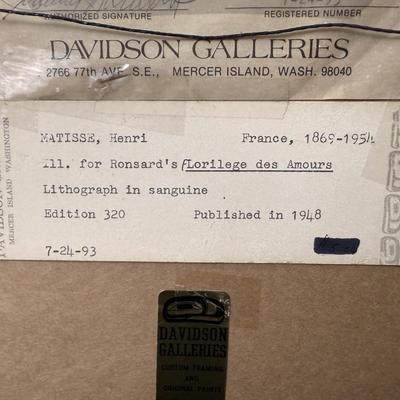 AUTHORIZED SIGNATURE REGISTERED NUMBER
DAVIDSON GALLERIES
2766 77th AVE. S.E., MERCER ISLAND, WASH. 98040
MATISSE, Henri France, 1869-1954
Ill. for Ronsard's Lorilege des Amours
Lithograph in sanguine
Edition 320 Published in 1948
7-24-93
MERCER ISLAND WASHINGTON
DAVIDSON
GALLERIES
CUSTOM FRAMING
AND
ORIGINAL PRINTS